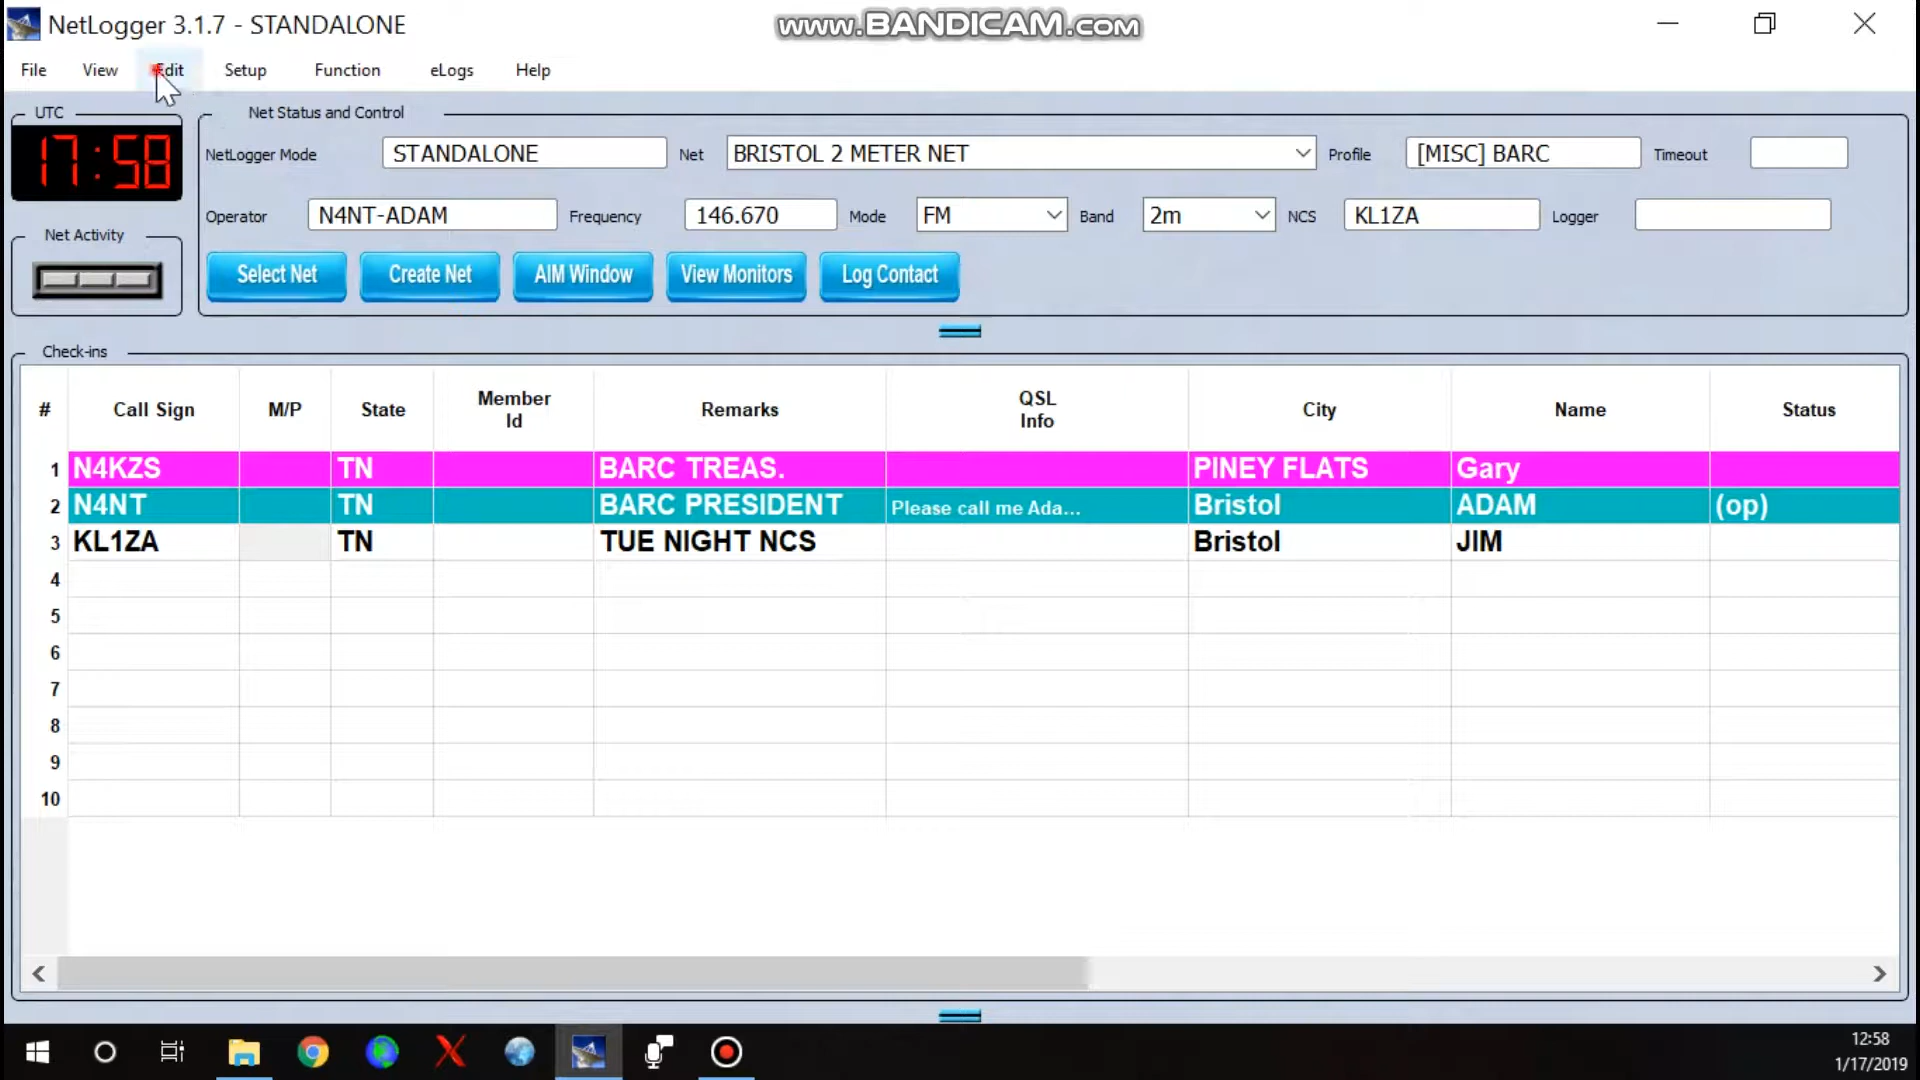 NetLogger 3.1.7 - STANDALONE
www.BANDICAM.com
File View Edit Setup Function eLogs Help
UTC
17:58
Net Status and Control
NetLogger Mode STANDALONE Net BRISTOL 2 METER NET Profile [MISC] BARC Timeout
Operator N4NT-ADAM Frequency 146.670 Mode FM Band 2m NCS KL1ZA Logger
Net Activity
Select Net Create Net AIM Window View Monitors Log Contact
Check-ins
# Call Sign M/P State Member Id Remarks QSL Info City Name Status
1 N4KZS TN BARC TREAS. PINEY FLATS Gary
2 N4NT TN BARC PRESIDENT Please call me Ada... Bristol ADAM (op)
3 KL1ZA TN TUE NIGHT NCS Bristol JIM
4
5
6
7
8
9
10
12:58
1/17/2019